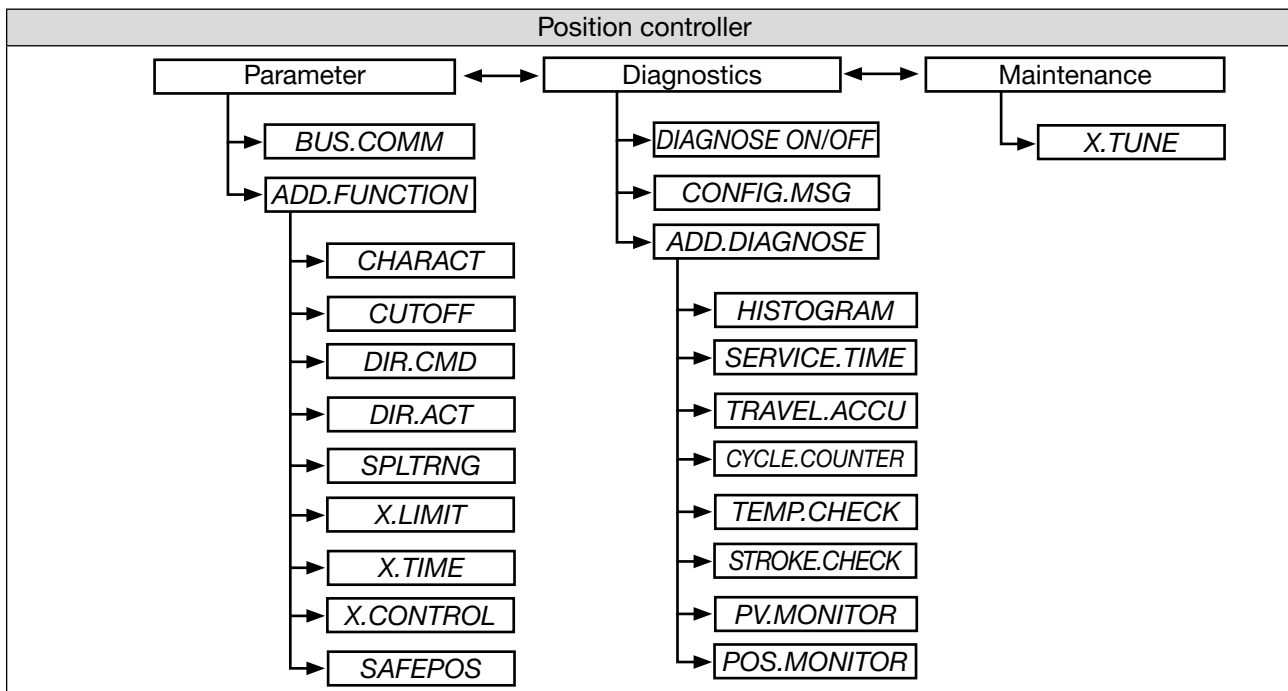 Position controller
Parameter
Diagnostics
Maintenance
BUS.COMM
ADD.FUNCTION
CHARACT
CUTOFF
DIR.CMD
DIR.ACT
SPLTRNG
X.LIMIT
X.TIME
X.CONTROL
SAFEPOS
DIAGNOSE ON/OFF
CONFIG.MSG
ADD.DIAGNOSE
HISTOGRAM
SERVICE.TIME
TRAVEL.ACCU
CYCLE.COUNTER
TEMP.CHECK
STROKE.CHECK
PV.MONITOR
POS.MONITOR
X.TUNE